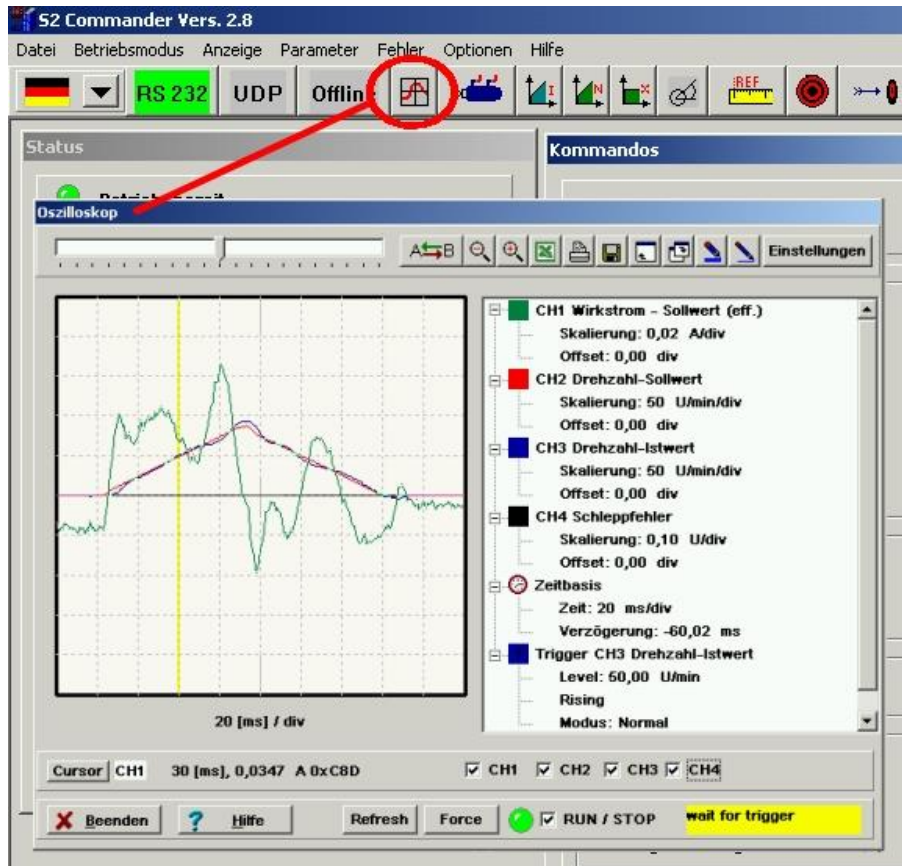 S2 Commander Vers. 2.8
Datei Betriebsmodus Anzeige Parameter Fehler Optionen Hilfe
RS 232 UDP Offlin I N X REF
Status
Kommandos
Oszilloskop
A B Einstellungen
CH1 Wirkstrom - Sollwert (eff.)
Skalierung: 0,02 A/div
Offset: 0,00 div
CH2 Drehzahl-Sollwert
Skalierung: 50 U/min/div
Offset: 0,00 div
CH3 Drehzahl-Istwert
Skalierung: 50 U/min/div
Offset: 0,00 div
CH4 Schleppfehler
Skalierung: 0,10 U/div
Offset: 0,00 div
Zeitbasis
Zeit: 20 ms/div
Verzögerung: -60,02 ms
Trigger CH3 Drehzahl-Istwert
Level: 50,00 U/min
Rising
Modus: Normal
20 [ms] / div
Cursor CH1 30 [ms], 0,0347 A 0xC8D CH1 CH2 CH3 CH4
Beenden Hilfe Refresh Force RUN / STOP wait for trigger